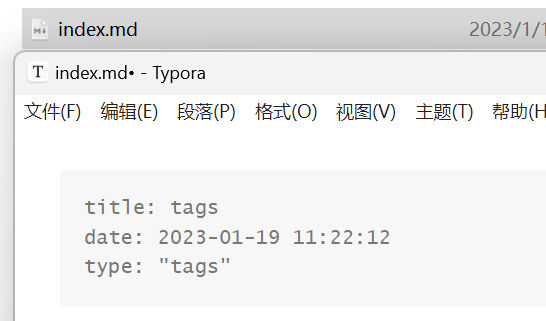 index.md 2023/1/1
T index.md• - Typora
文件(F) 编辑(E) 段落(P) 格式(O) 视图(V) 主题(T) 帮助(H
title: tags
date: 2023-01-19 11:22:12
type: "tags"